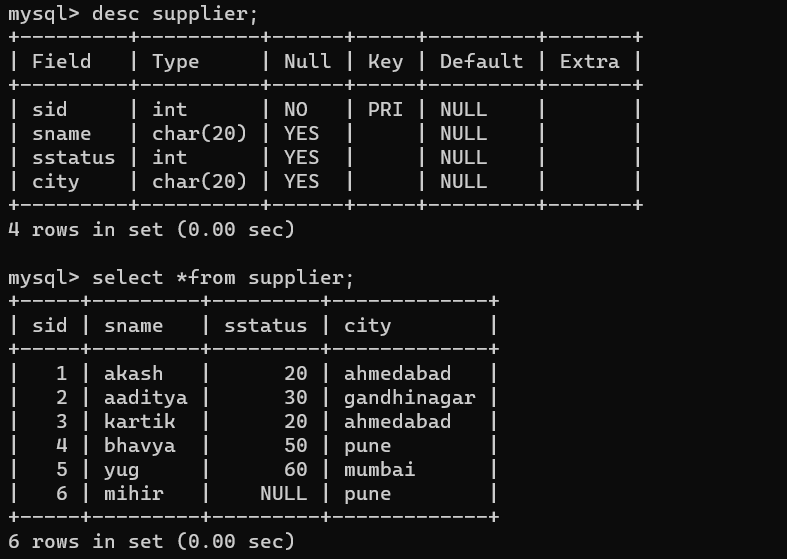 mysql> desc supplier;
+----------+----------+------+-----+---------+-------+
| Field    | Type     | Null | Key | Default | Extra |
+----------+----------+------+-----+---------+-------+
| sid      | int      | NO   | PRI | NULL    |       |
| sname    | char(20) | YES  |     | NULL    |       |
| sstatus  | int      | YES  |     | NULL    |       |
| city     | char(20) | YES  |     | NULL    |       |
+----------+----------+------+-----+---------+-------+
4 rows in set (0.00 sec)

mysql> select *from supplier;
+-----+---------+---------+-------------+
| sid | sname   | sstatus | city        |
+-----+---------+---------+-------------+
|   1 | akash   |      20 | ahmedabad   |
|   2 | aaditya |      30 | gandhinagar |
|   3 | kartik  |      20 | ahmedabad   |
|   4 | bhavya  |      50 | pune        |
|   5 | yug     |      60 | mumbai      |
|   6 | mihir   |    NULL | pune        |
+-----+---------+---------+-------------+
6 rows in set (0.00 sec)